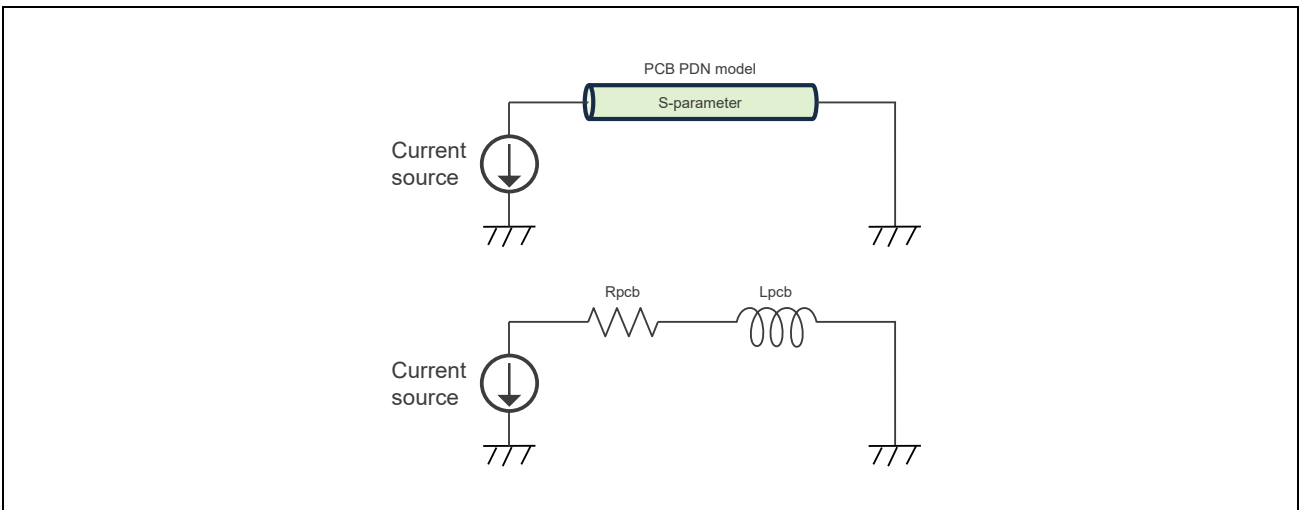 PCB PDN model
S-parameter
Current
source
Rpcb
Lpcb
Current
source